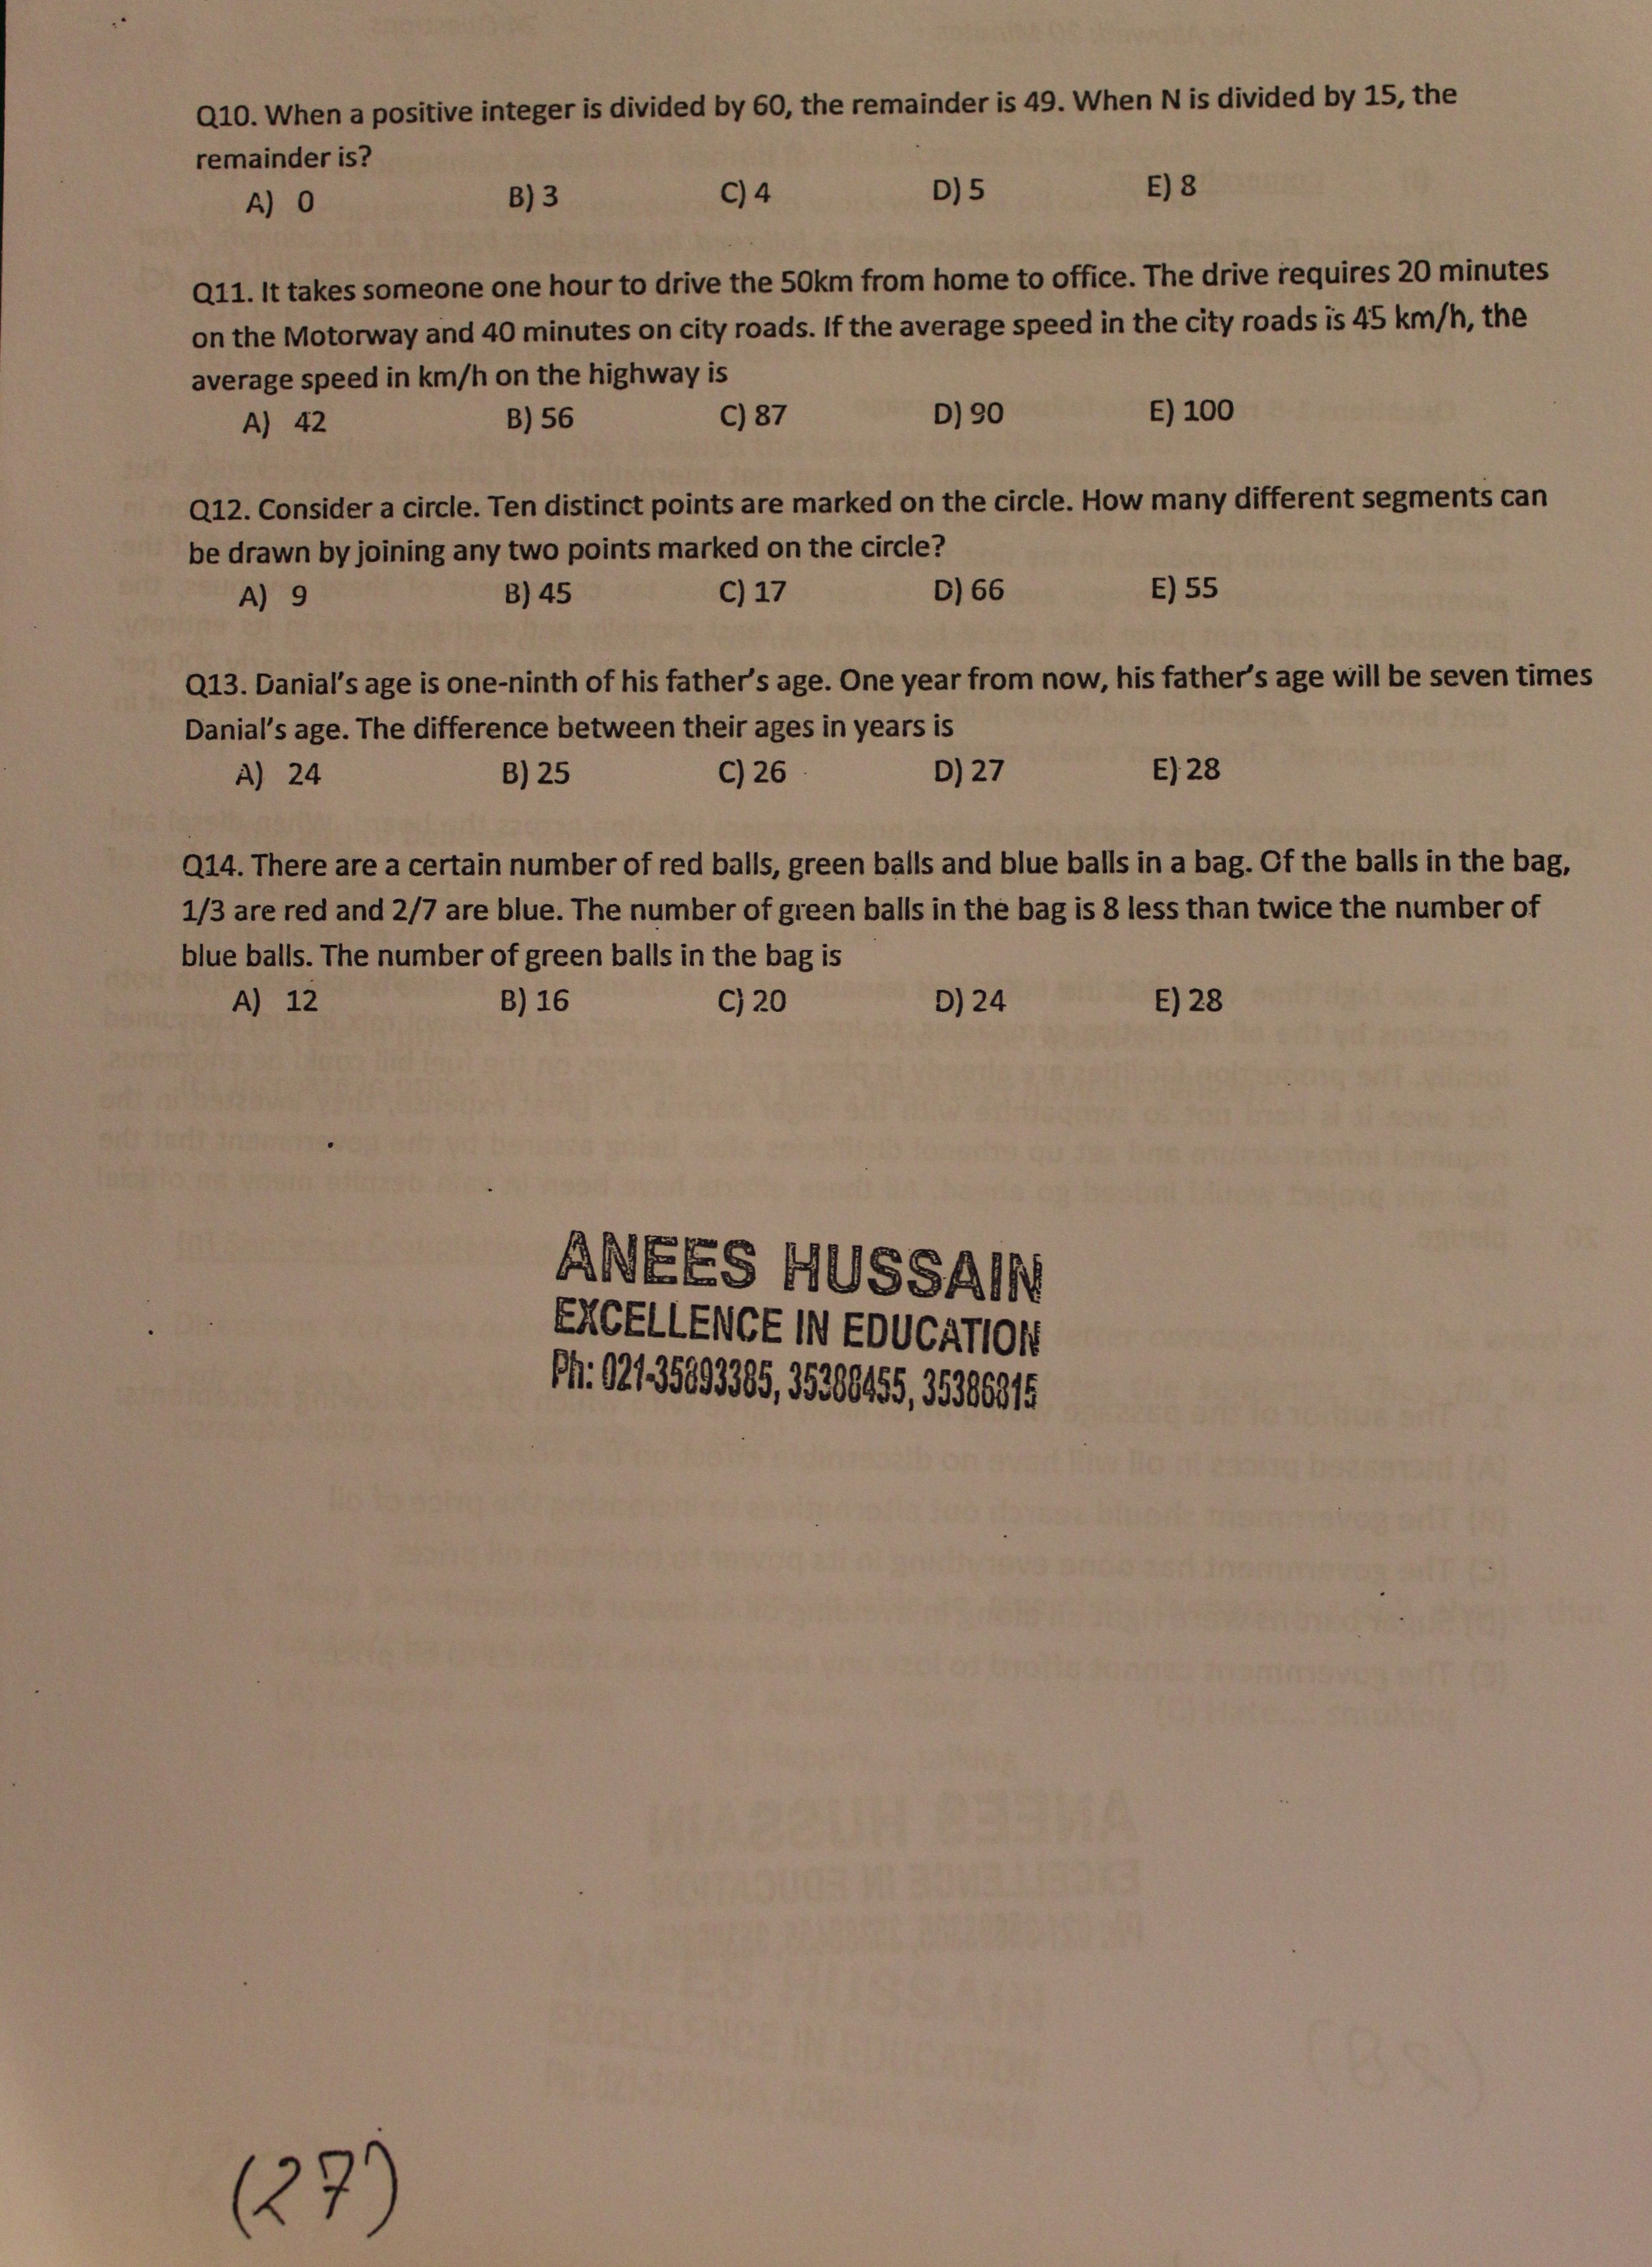 Q10. When a positive integer is divided by 60, the remainder is 49. When N is divided by 15, the
remainder is?
A) 0 B) 3 C) 4 D) 5 E) 8
Q11. It takes someone one hour to drive the 50km from home to office. The drive requires 20 minutes
on the Motorway and 40 minutes on city roads. If the average speed in the city roads is 45 km/h, the
average speed in km/h on the highway is
A) 42 B) 56 C) 87 D) 90 E) 100
Q12. Consider a circle. Ten distinct points are marked on the circle. How many different segments can
be drawn by joining any two points marked on the circle?
A) 9 B) 45 C) 17 D) 66 E) 55
Q13. Danial's age is one-ninth of his father's age. One year from now, his father's age will be seven times
Danial's age. The difference between their ages in years is
A) 24 B) 25 C) 26 D) 27 E) 28
Q14. There are a certain number of red balls, green balls and blue balls in a bag. Of the balls in the bag,
1/3 are red and 2/7 are blue. The number of green balls in the bag is 8 less than twice the number of
blue balls. The number of green balls in the bag is
A) 12 B) 16 C) 20 D) 24 E) 28
ANEES HUSSAIN
EXCELLENCE IN EDUCATION
Ph:
(27)